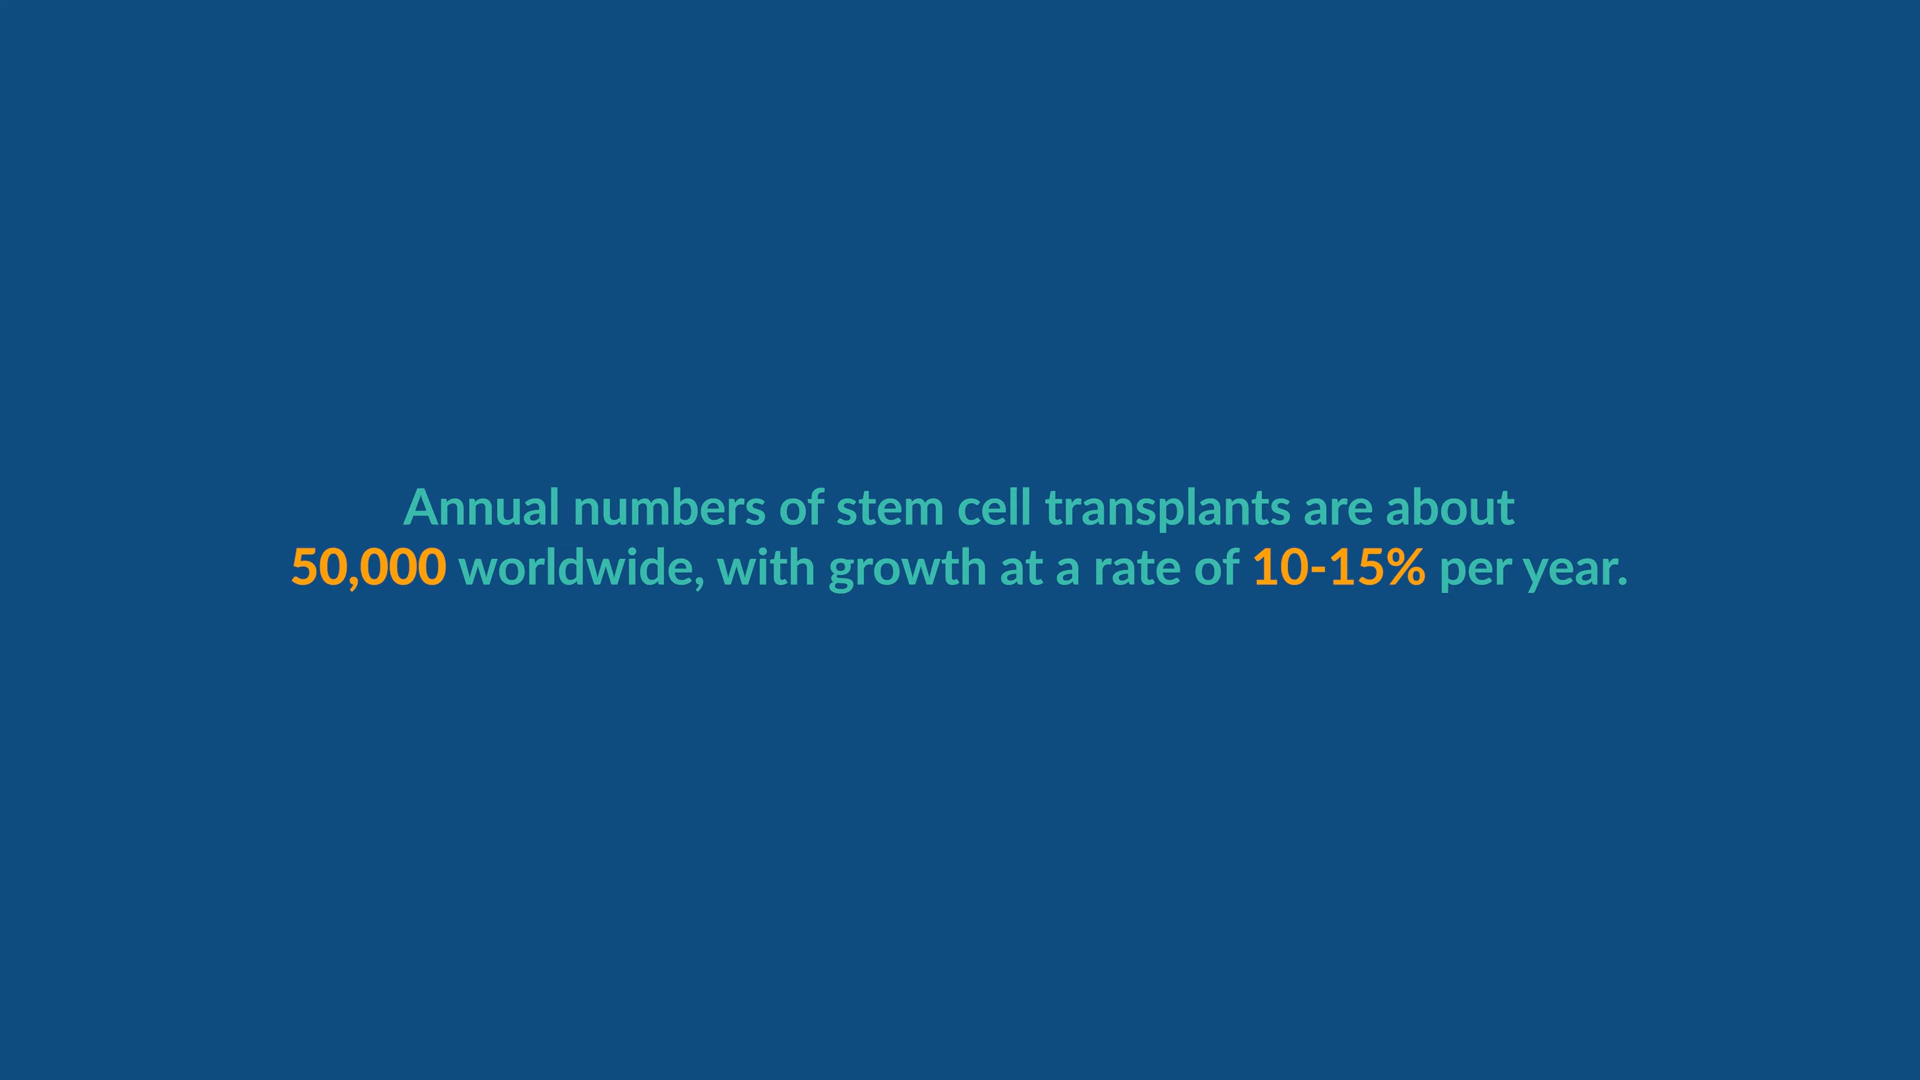 Annual numbers of stem cell transplants are about
50,000 worldwide, with growth at a rate of 10-15% per year.